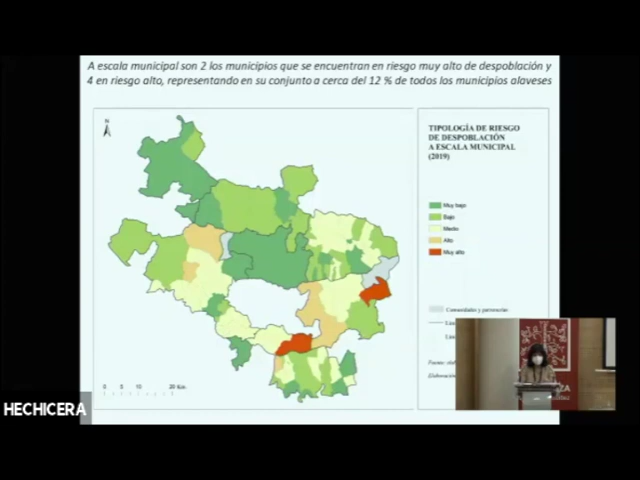 A escala municipal son 2 los municipios que se encuentran en riesgo muy alto de despoblación y
4 en riesgo alto, representando en su conjunto a cerca del 12 % de todos los municipios alaveses
N
TIPOLOGÍA DE RIESGO
DE DESPOBLACIÓN
A ESCALA MUNICIPAL
(2019)
Muy bajo
Bajo
Medio
Alto
Muy alto
0 5 10 20 Km
HECHICERA